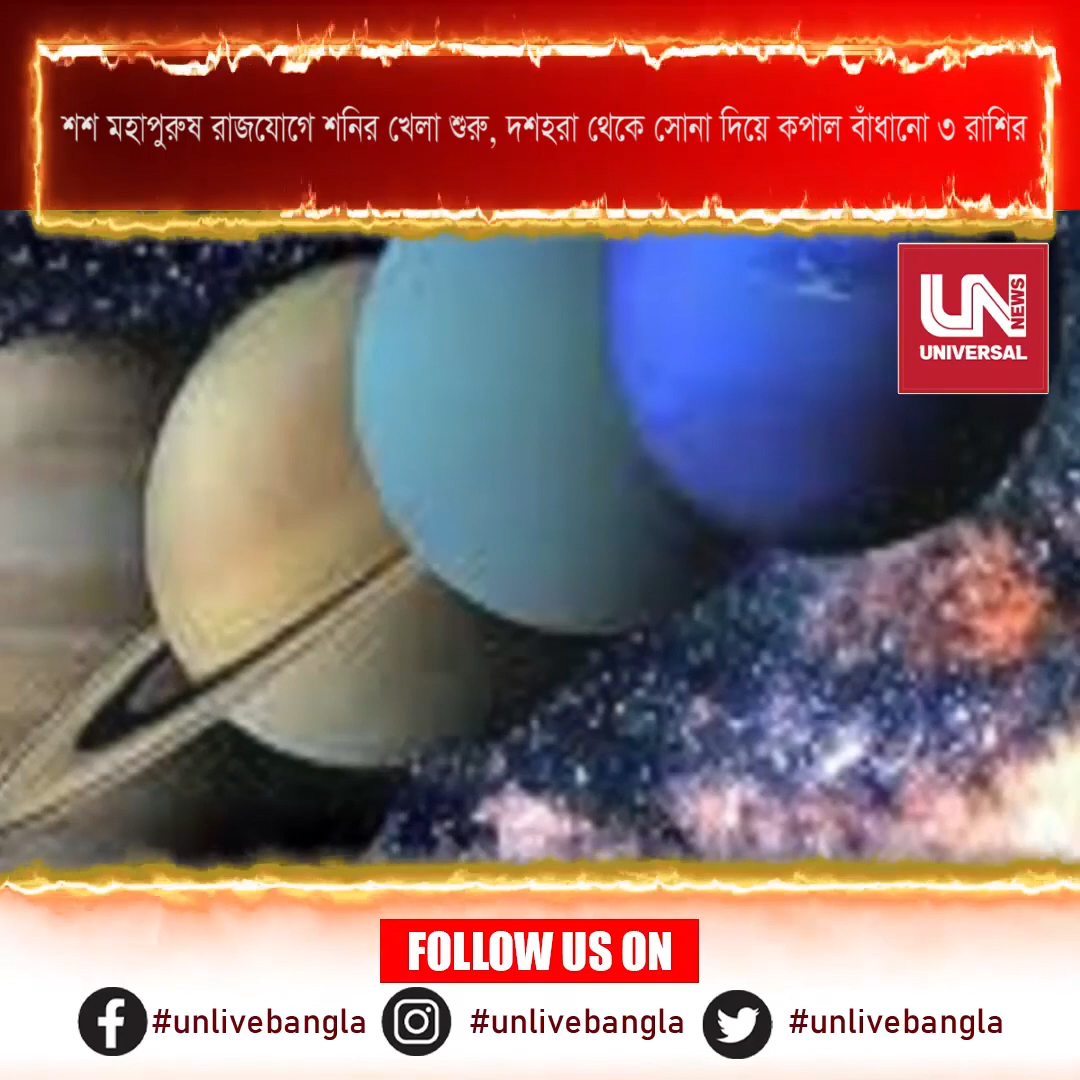 শশ মহাপুরুষ রাজযোগে শনির খেলা শুরু, দশহরা থেকে সোনা দিয়ে কপাল বাঁধানো ৩ রাশির
UN NEWS
UNIVERSAL
FOLLOW US ON
#unlivebangla #unlivebangla #unlivebangla